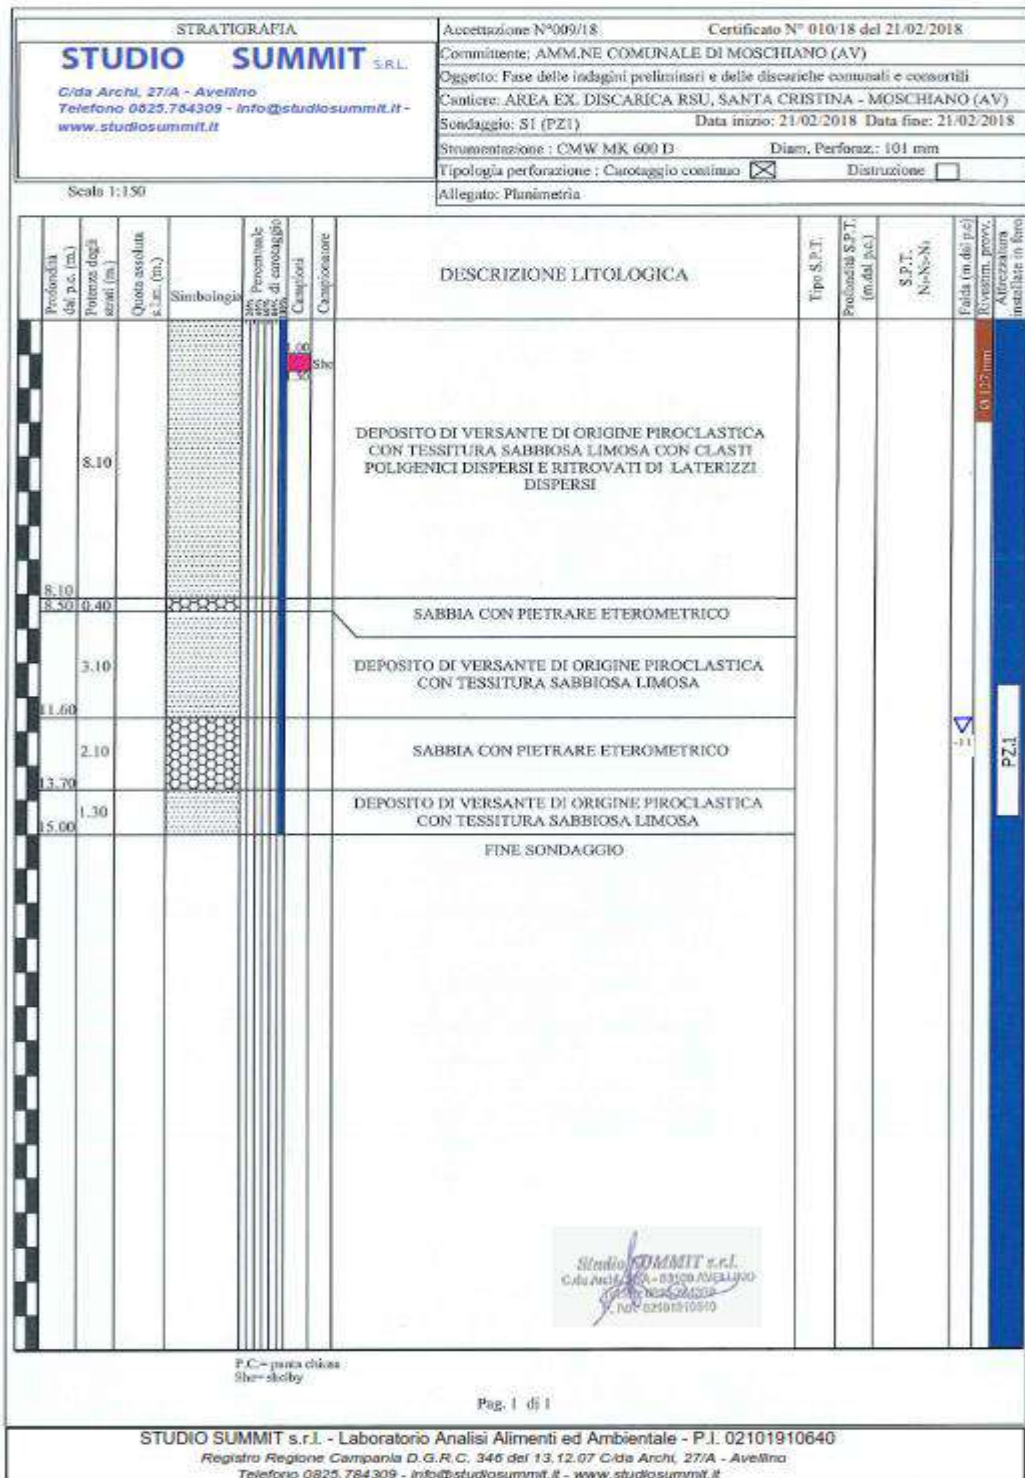 STRATIGRAFIA
STUDIO SUMMIT S.R.L.
C/da Archi, 27/A - Avellino
Telefono 0825.784309 - info@studiosummit.it -
www.studiosummit.it
Scala 1:150
Accettazione N°009/18 Certificato N° 010/18 del 21/02/2018
Committente: AMM.NE COMUNALE DI MOSCHIANO (AV)
Oggetto: Fase delle indagini preliminari e delle discariche comunali e consortili
Cantiere: AREA EX. DISCARICA RSU, SANTA CRISTINA - MOSCHIANO (AV)
Sondaggio: S1 (PZ1) Data inizio: 21/02/2018 Data fine: 21/02/2018
Strumentazione : CMW MK 600 D Diam. Perforaz.: 101 mm
Tipologia perforazione : Carotaggio continuo Distruzione
Allegato: Planimetria
Profondità dal p.c. (m.)
Potenza degli strati (m.)
Quota assoluta s.l.m. (m.)
Simbologia
Percentuale di carotaggio
Campioni
Campionatore
DESCRIZIONE LITOLOGICA
Tipo S.P.T.
Profondità S.P.T. (m.dal p.c.)
S.P.T. N₁-N₂-N₃
Falda (m dal p.c)
Rivestim. provv.
Attrezzatura installate in foro
1.00
She
Ø 127 mm
8.10
DEPOSITO DI VERSANTE DI ORIGINE PIROCLASTICA
CON TESSITURA SABBIOSA LIMOSA CON CLASTI
POLIGENICI DISPERSI E RITROVATI DI LATERIZZI
DISPERSI
8.10
8.50 0.40
SABBIA CON PIETRARE ETEROMETRICO
3.10
DEPOSITO DI VERSANTE DI ORIGINE PIROCLASTICA
CON TESSITURA SABBIOSA LIMOSA
11.60
-11
PZ.1
2.10
SABBIA CON PIETRARE ETEROMETRICO
13.70
1.30
DEPOSITO DI VERSANTE DI ORIGINE PIROCLASTICA
CON TESSITURA SABBIOSA LIMOSA
15.00
FINE SONDAGGIO
Studio SUMMIT s.r.l.
AVELLINO
P.C.= punta chiusa
She= shelby
Pag. 1 di 1
STUDIO SUMMIT s.r.l. - Laboratorio Analisi Alimenti ed Ambientale - P.I. 02101910640
Registro Regione Campania D.G.R.C. 346 del 13.12.07 C/da Archi, 27/A - Avellino
Telefono 0825.784309 - info@studiosummit.it - www.studiosummit.it